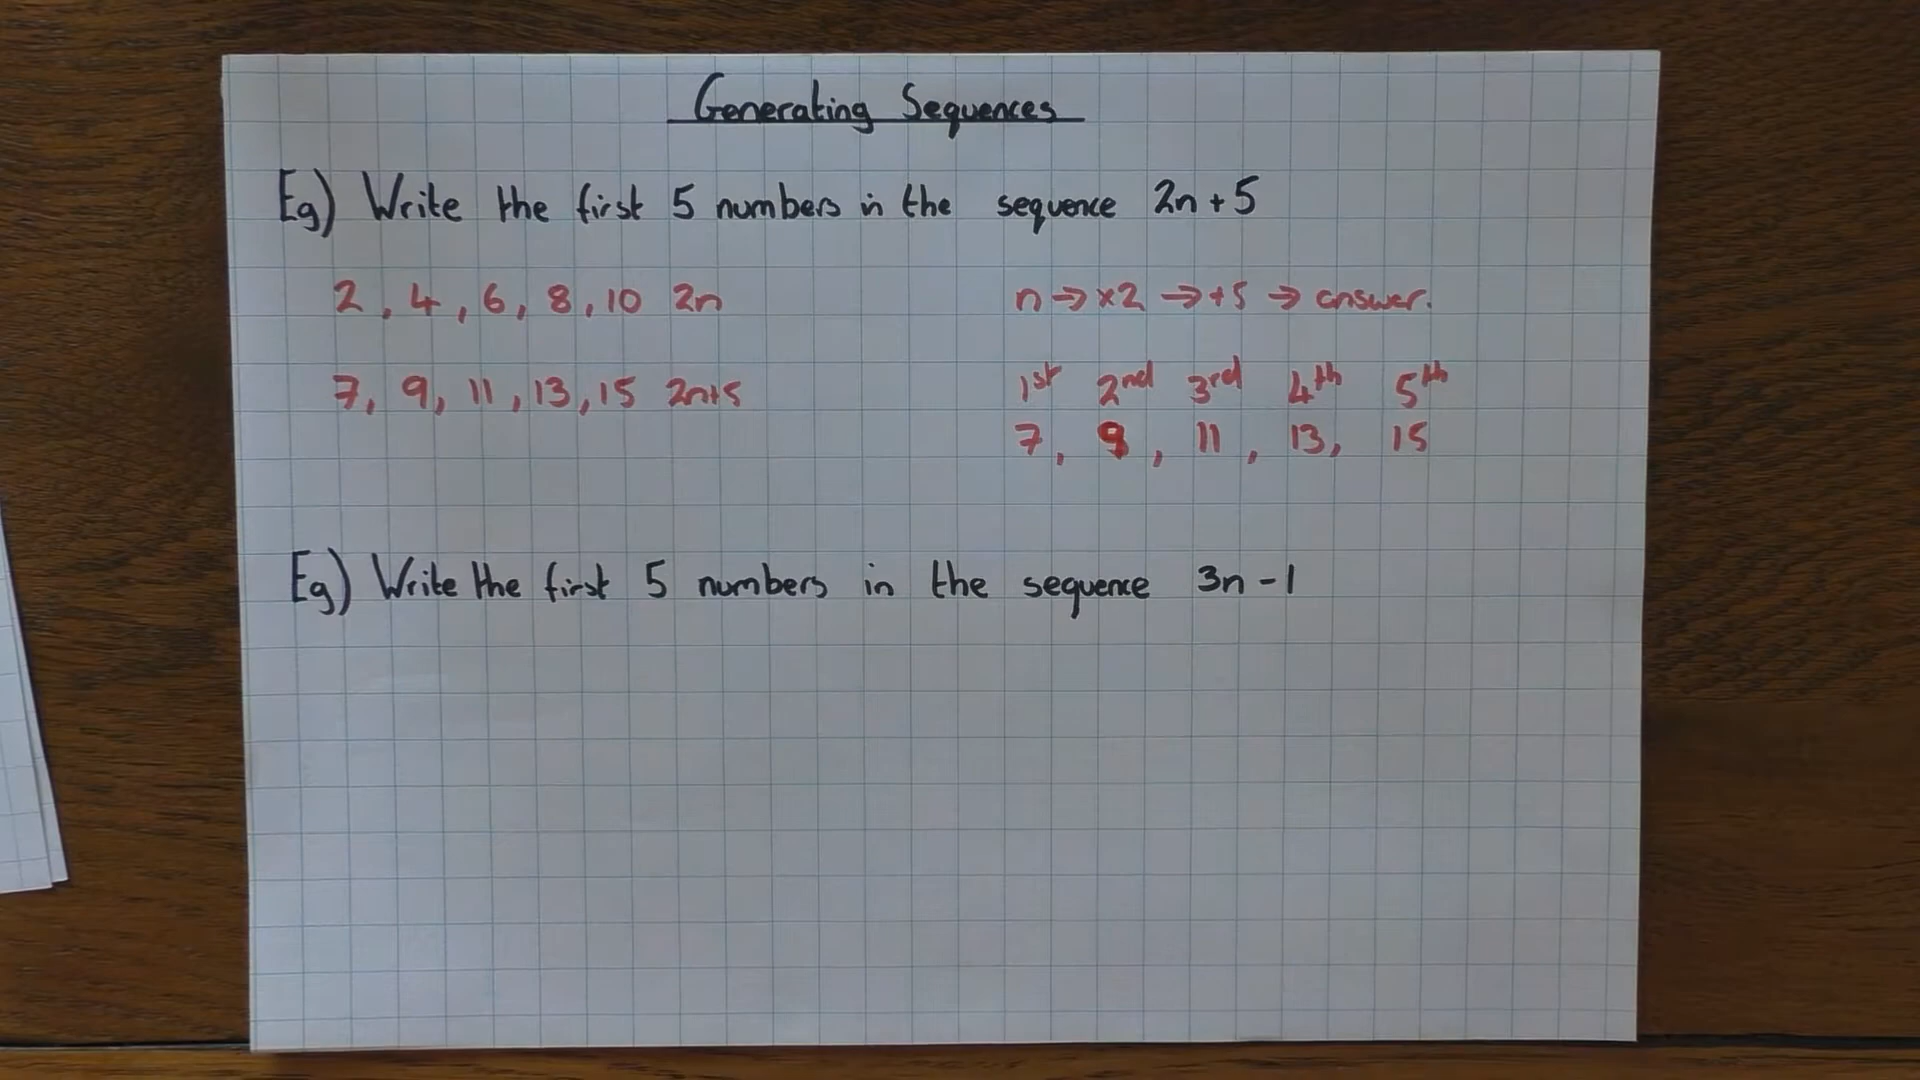 Generating Sequences
Eg) Write the first 5 numbers in the sequence 2n + 5
2, 4, 6, 8, 10 2n
n → ×2 → +5 → answer.
7, 9, 11, 13, 15 2n+5
1st 2nd 3rd 4th 5th
7, 9, 11, 13, 15
Eg) Write the first 5 numbers in the sequence 3n - 1